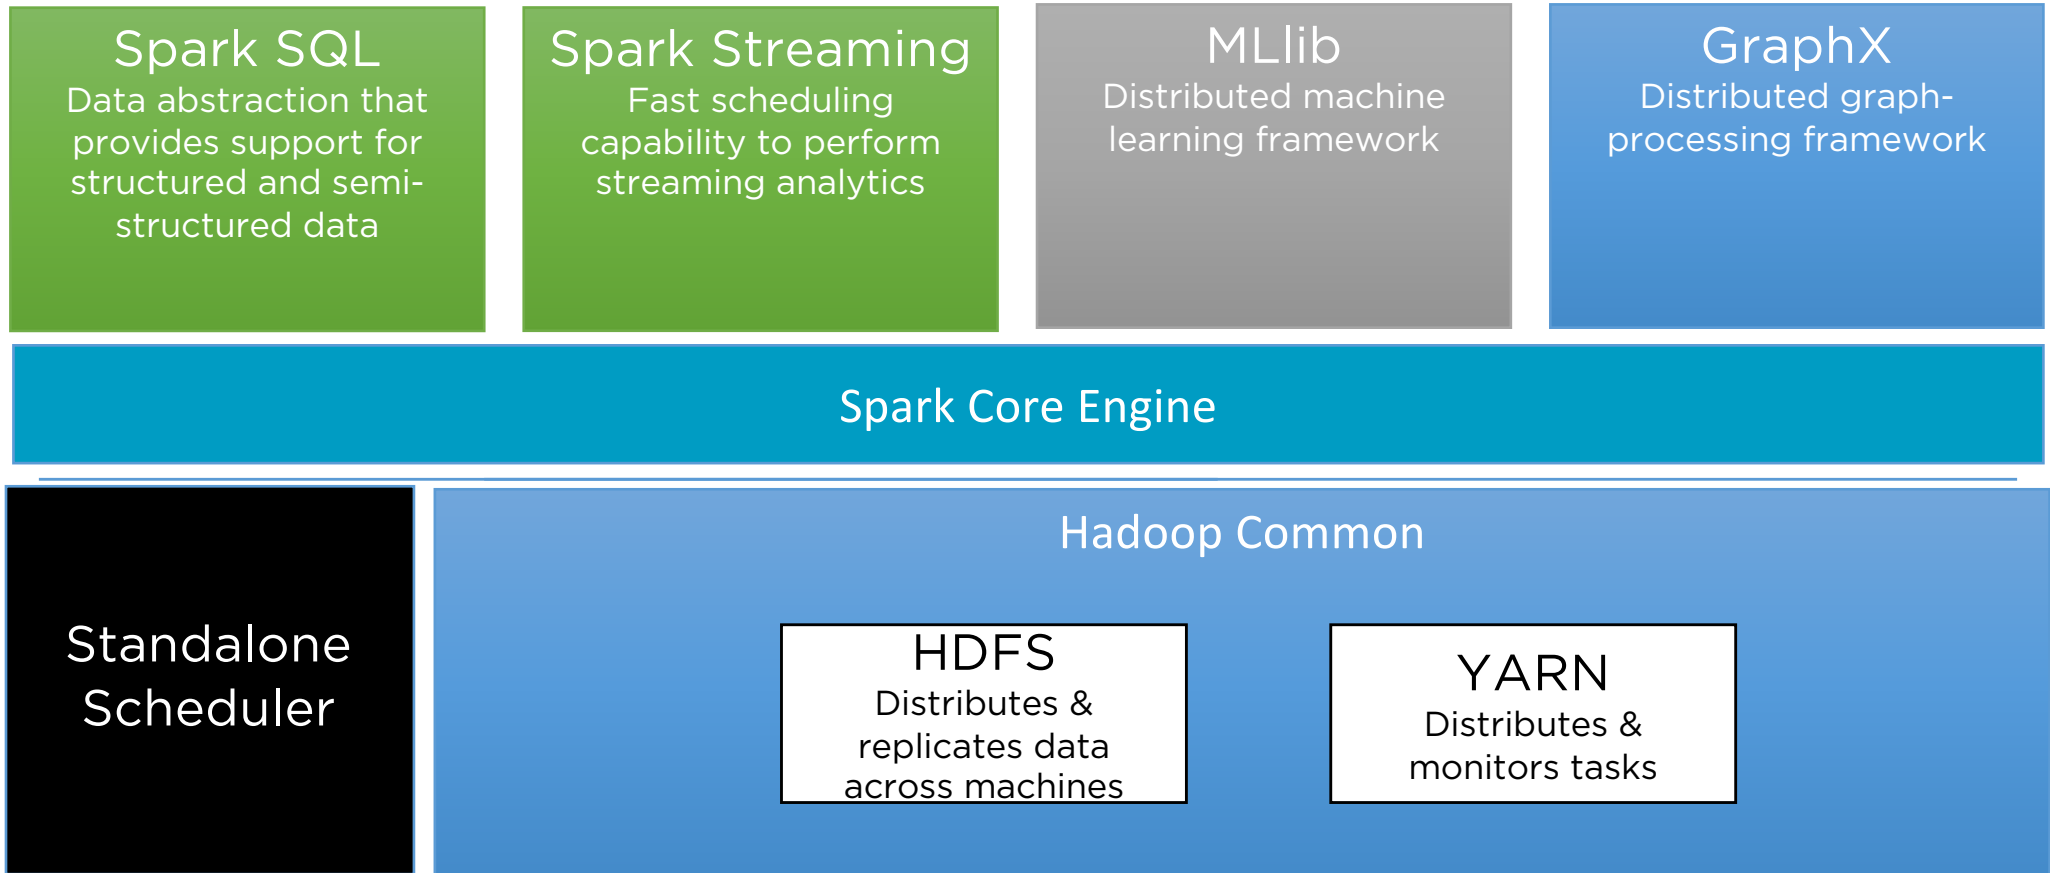 Spark SQL
Data abstraction that
provides support for
structured and semi-
structured data
Spark Streaming
Fast scheduling
capability to perform
streaming analytics
MLlib
Distributed machine
learning framework
GraphX
Distributed graph-
processing framework
Spark Core Engine
Standalone
Scheduler
Hadoop Common
HDFS
Distributes &
replicates data
across machines
YARN
Distributes &
monitors tasks